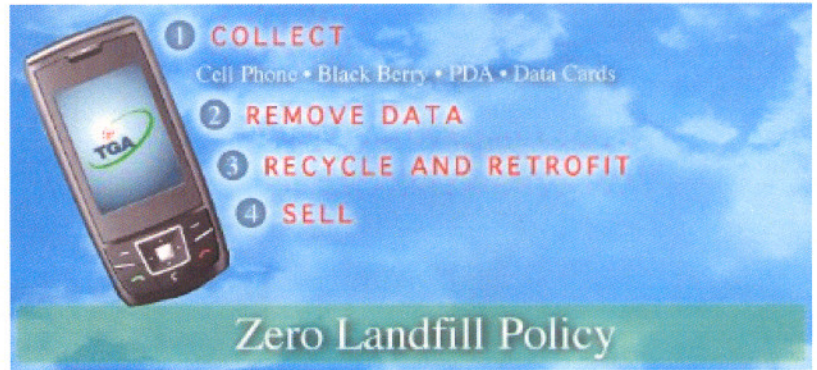 1 COLLECT
Cell Phone • Black Berry • PDA • Data Cards
2 REMOVE DATA
3 RECYCLE AND RETROFIT
4 SELL
TGA
Zero Landfill Policy